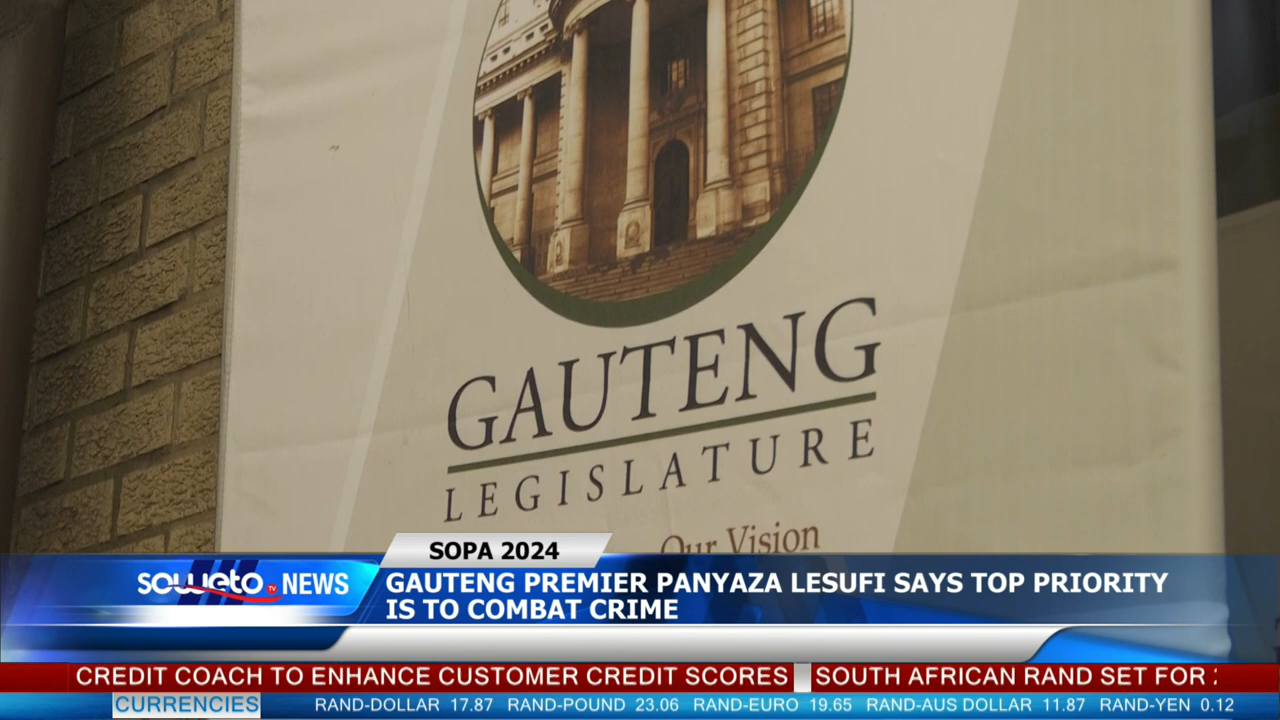 GAUTENG
LEGISLATURE
Our Vision
SOPA 2024
SOWETO TV NEWS
GAUTENG PREMIER PANYAZA LESUFI SAYS TOP PRIORITY
IS TO COMBAT CRIME
CREDIT COACH TO ENHANCE CUSTOMER CREDIT SCORES SOUTH AFRICAN RAND SET FOR
CURRENCIES RAND-DOLLAR 17.87 RAND-POUND 23.06 RAND-EURO 19.65 RAND-AUS DOLLAR 11.87 RAND-YEN 0.12